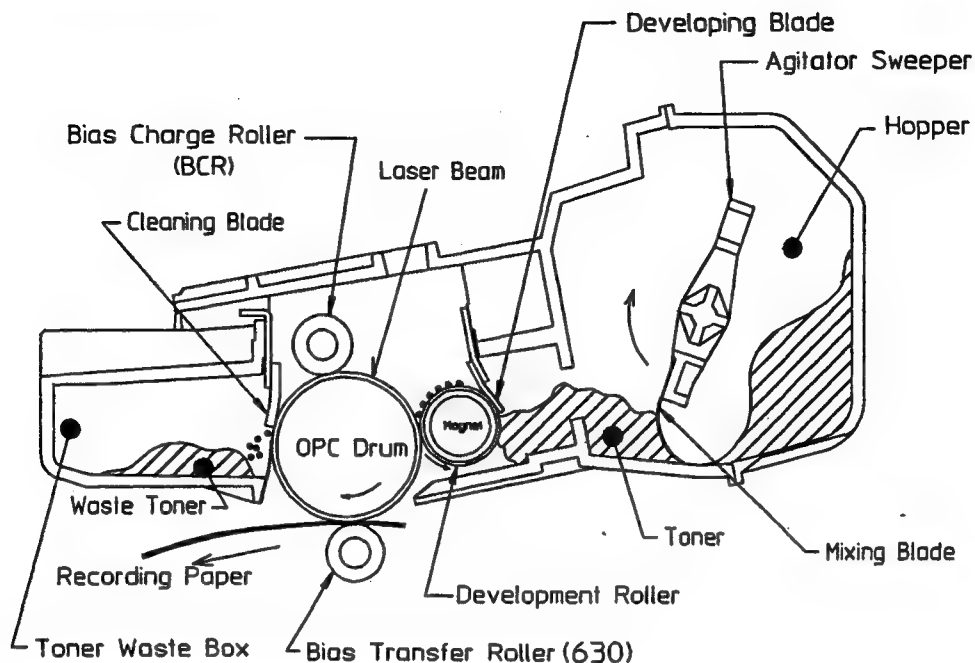 Developing Blade
Agitator Sweeper
Hopper
Bias Charge Roller
(BCR)
Laser Beam
Cleaning Blade
OPC Drum
Magnet
Waste Toner
Toner
Mixing Blade
Recording Paper
Development Roller
Toner Waste Box
Bias Transfer Roller (630)